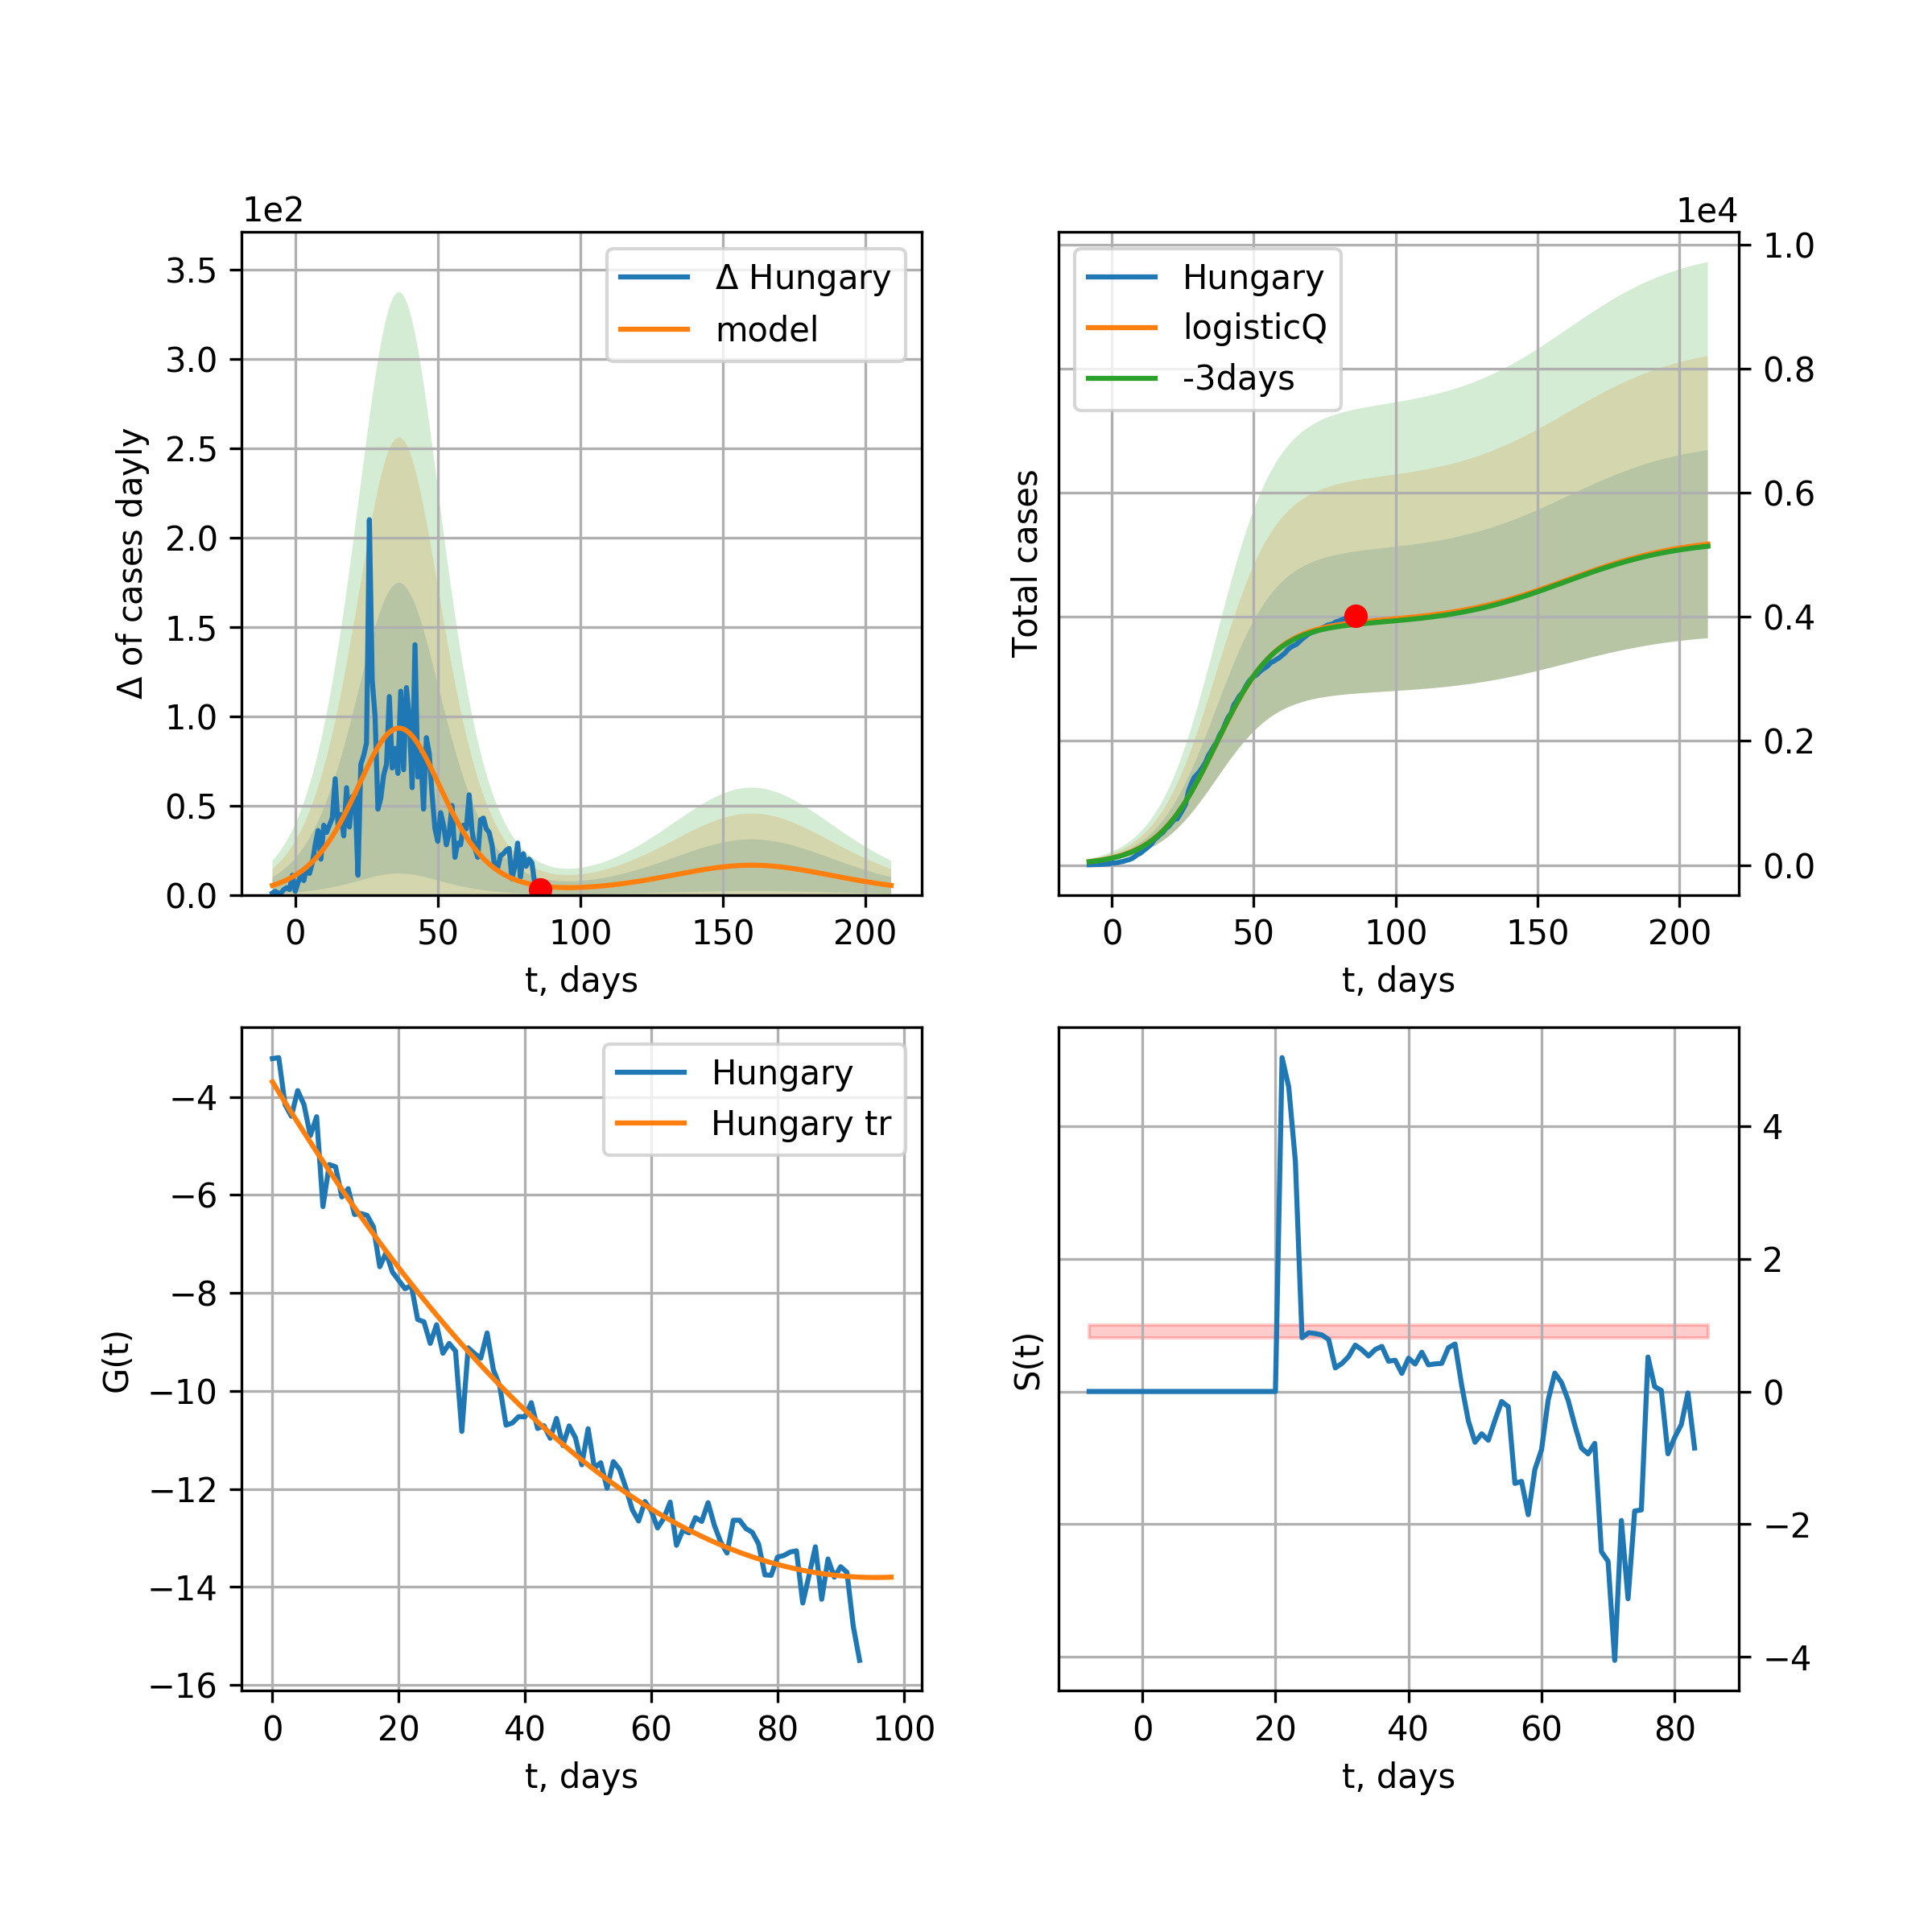 1e2
3.5
3.0
2.5
2.0
1.5
1.0
0.5
0.0
Δ of cases dayly
Δ Hungary
model
0 50 100 150 200
t, days
1e4
1.0
0.8
0.6
0.4
0.2
0.0
Total cases
Hungary
logisticQ
-3days
0 50 100 150 200
t, days
−4
−6
−8
−10
−12
−14
−16
G(t)
Hungary
Hungary tr
0 20 40 60 80 100
t, days
4
2
0
−2
−4
S(t)
0 20 40 60 80
t, days